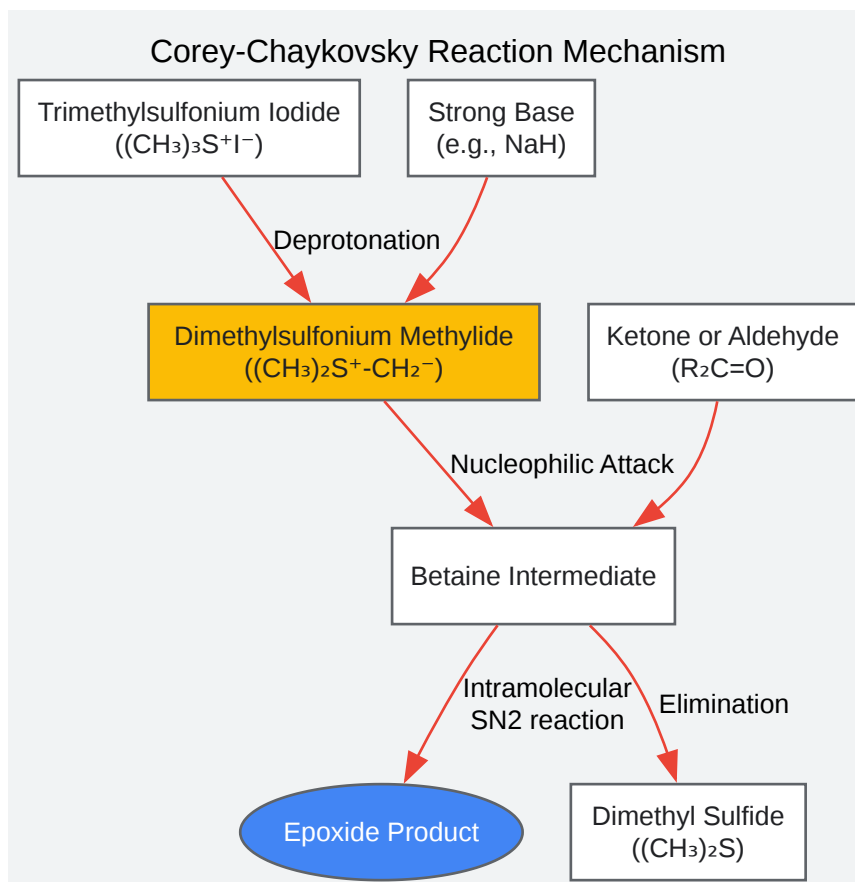 Corey-Chaykovsky Reaction Mechanism
Trimethylsulfonium Iodide
((CH₃)₃S⁺I⁻)
Strong Base
(e.g., NaH)
Deprotonation
Dimethylsulfonium Methylide
((CH₃)₂S⁺-CH₂⁻)
Ketone or Aldehyde
(R₂C=O)
Nucleophilic Attack
Betaine Intermediate
Intramolecular
SN2 reaction
Elimination
Epoxide Product
Dimethyl Sulfide
((CH₃)₂S)